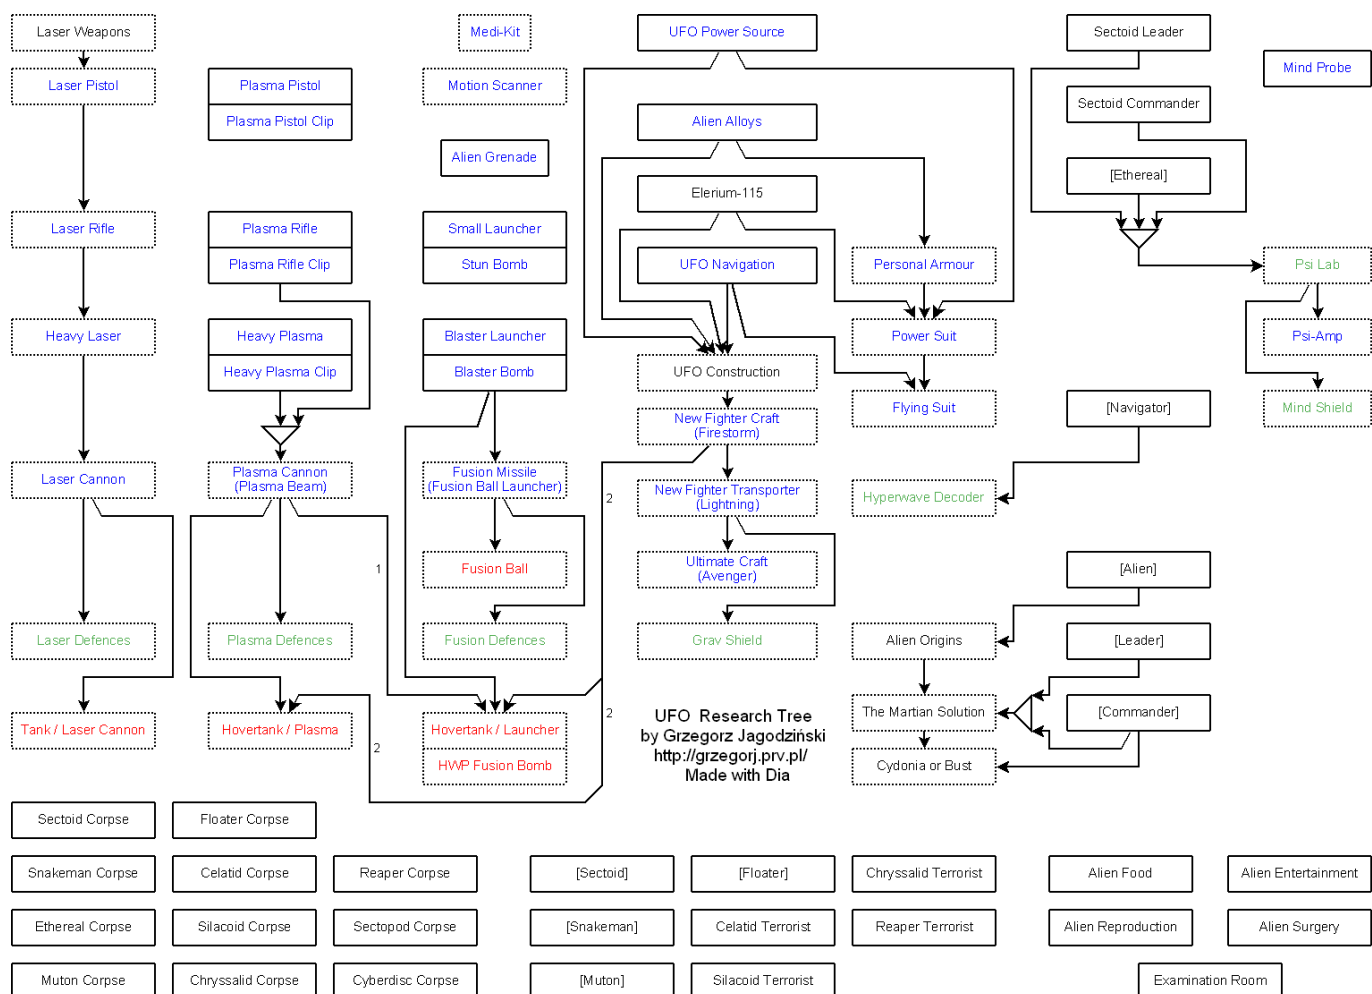 Laser Weapons
Medi-Kit
UFO Power Source
Sectoid Leader
Mind Probe
Laser Pistol
Plasma Pistol
Plasma Pistol Clip
Motion Scanner
Sectoid Commander
Alien Alloys
Alien Grenade
Elerium-115
[Ethereal]
Laser Rifle
Plasma Rifle
Plasma Rifle Clip
Small Launcher
Stun Bomb
UFO Navigation
Personal Armour
Psi Lab
Heavy Laser
Heavy Plasma
Heavy Plasma Clip
Blaster Launcher
Blaster Bomb
UFO Construction
Power Suit
Psi-Amp
New Fighter Craft
(Firestorm)
Flying Suit
[Navigator]
Mind Shield
Laser Cannon
Plasma Cannon
(Plasma Beam)
Fusion Missile
(Fusion Ball Launcher)
2
New Fighter Transporter
(Lightning)
Hyperwave Decoder
1
Fusion Ball
Ultimate Craft
(Avenger)
[Alien]
Laser Defences
Plasma Defences
Fusion Defences
Grav Shield
Alien Origins
[Leader]
Tank / Laser Cannon
Hovertank / Plasma
2
Hovertank / Launcher
HWP Fusion Bomb
2
UFO Research Tree
by Grzegorz Jagodziński
http://grzegorj.prv.pl/
Made with Dia
The Martian Solution
[Commander]
Cydonia or Bust
Sectoid Corpse
Floater Corpse
Snakeman Corpse
Celatid Corpse
Reaper Corpse
[Sectoid]
[Floater]
Chryssalid Terrorist
Alien Food
Alien Entertainment
Ethereal Corpse
Silacoid Corpse
Sectopod Corpse
[Snakeman]
Celatid Terrorist
Reaper Terrorist
Alien Reproduction
Alien Surgery
Muton Corpse
Chryssalid Corpse
Cyberdisc Corpse
[Muton]
Silacoid Terrorist
Examination Room